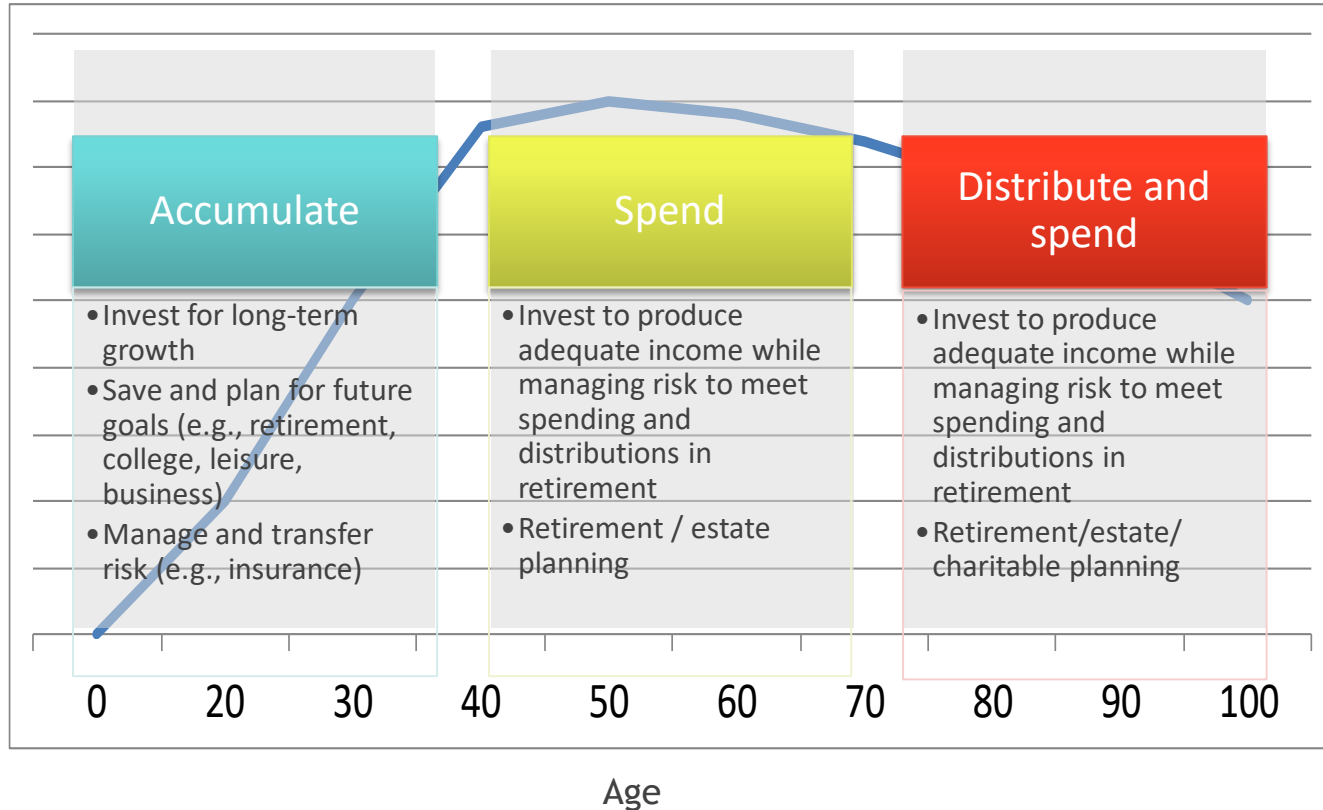 Accumulate
• Invest for long-term
growth
• Save and plan for future
goals (e.g., retirement,
college, leisure,
business)
• Manage and transfer
risk (e.g., insurance)
Spend
• Invest to produce
adequate income while
managing risk to meet
spending and
distributions in
retirement
• Retirement / estate
planning
Distribute and
spend
• Invest to produce
adequate income while
managing risk to meet
spending and
distributions in
retirement
• Retirement/estate/
charitable planning
0 20 30 40 50 60 70 80 90 100
Age